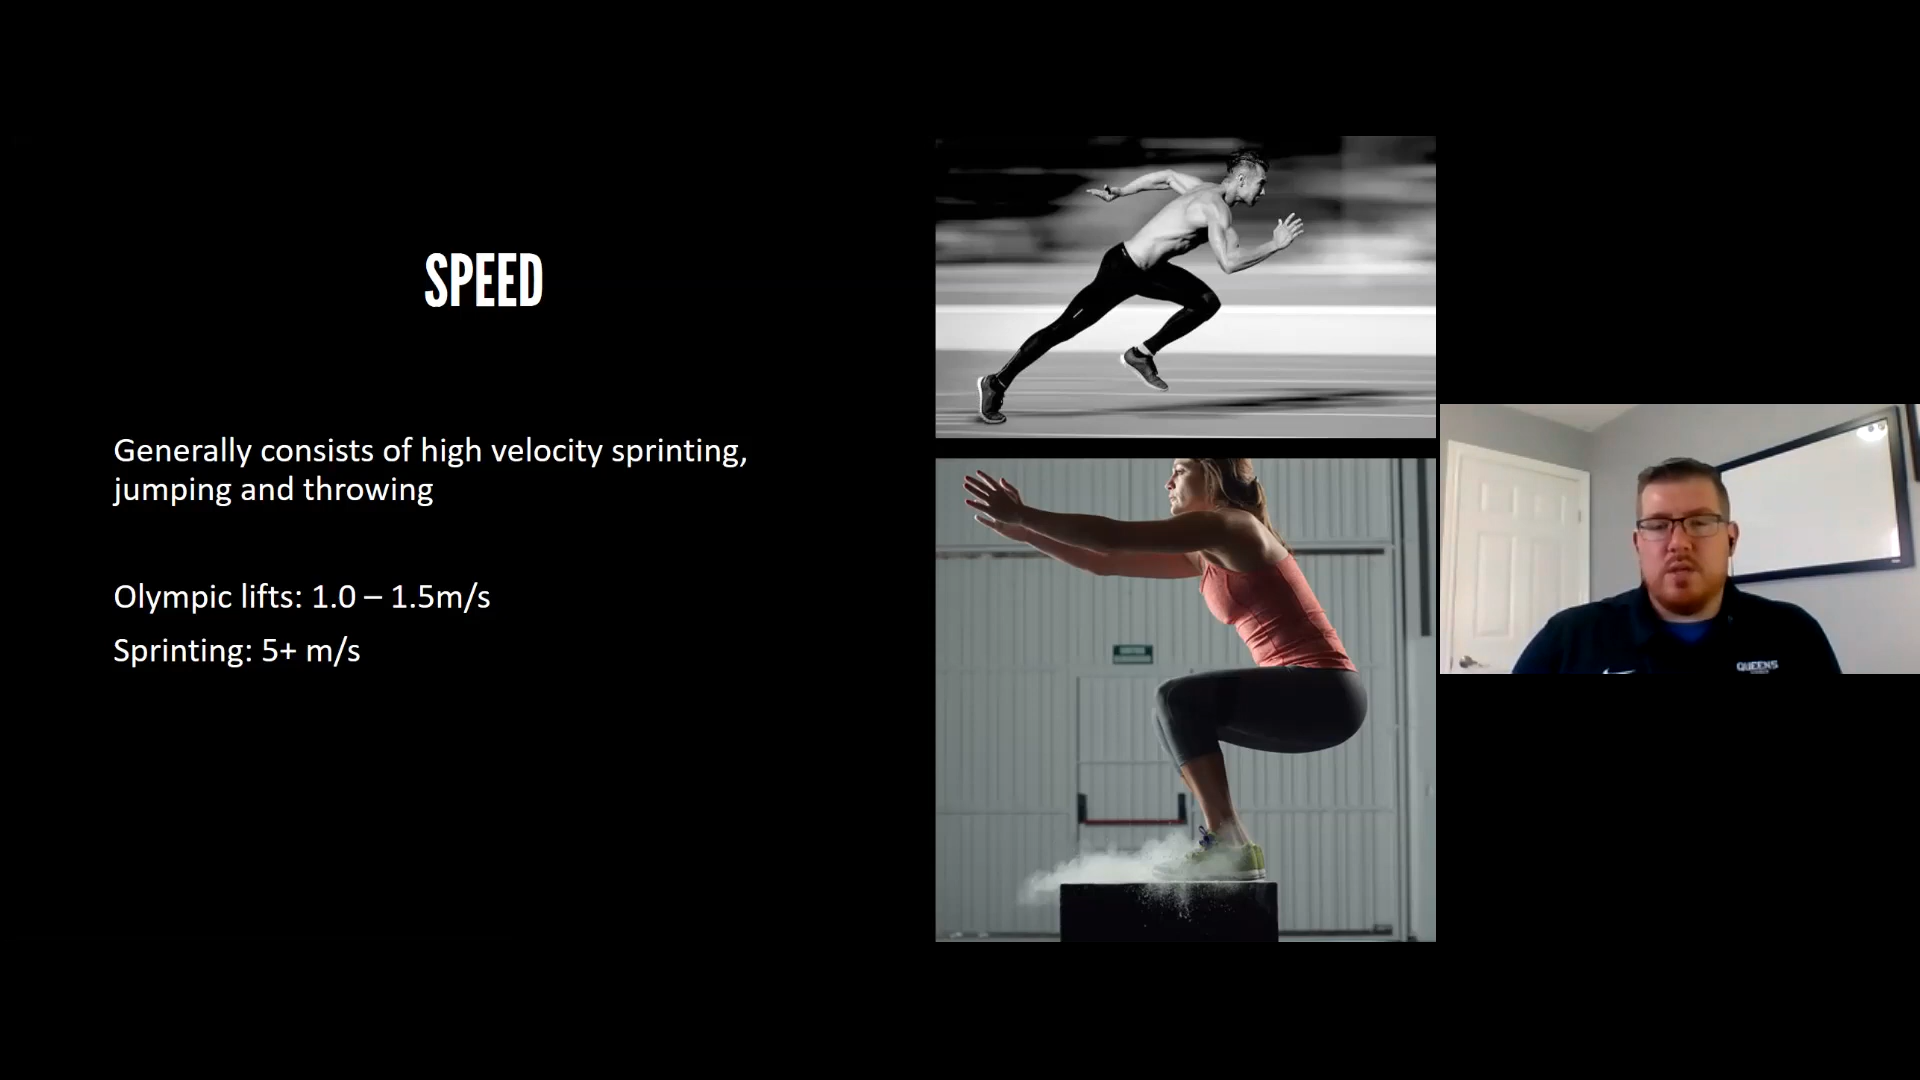 SPEED
Generally consists of high velocity sprinting,
jumping and throwing
Olympic lifts: 1.0 – 1.5m/s
Sprinting: 5+ m/s
QUEENS